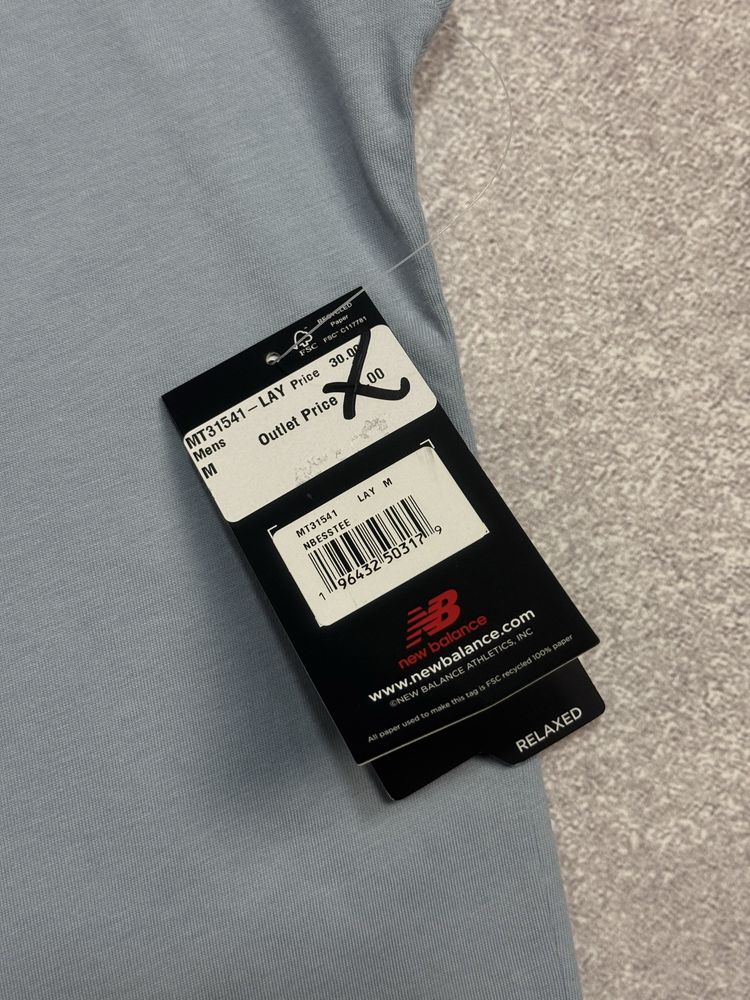 RECYCLED
Paper
FSC
FSC® C117781
MT31541-LAY Price 30.00
Mens
Outlet Price .00
M
MT31541 LAY M
NBESSTEE
1 96432 50317 9
NB
new balance
www.newbalance.com
©NEW BALANCE ATHLETICS, INC
All paper used to make this tag is FSC recycled 100% paper
RELAXED